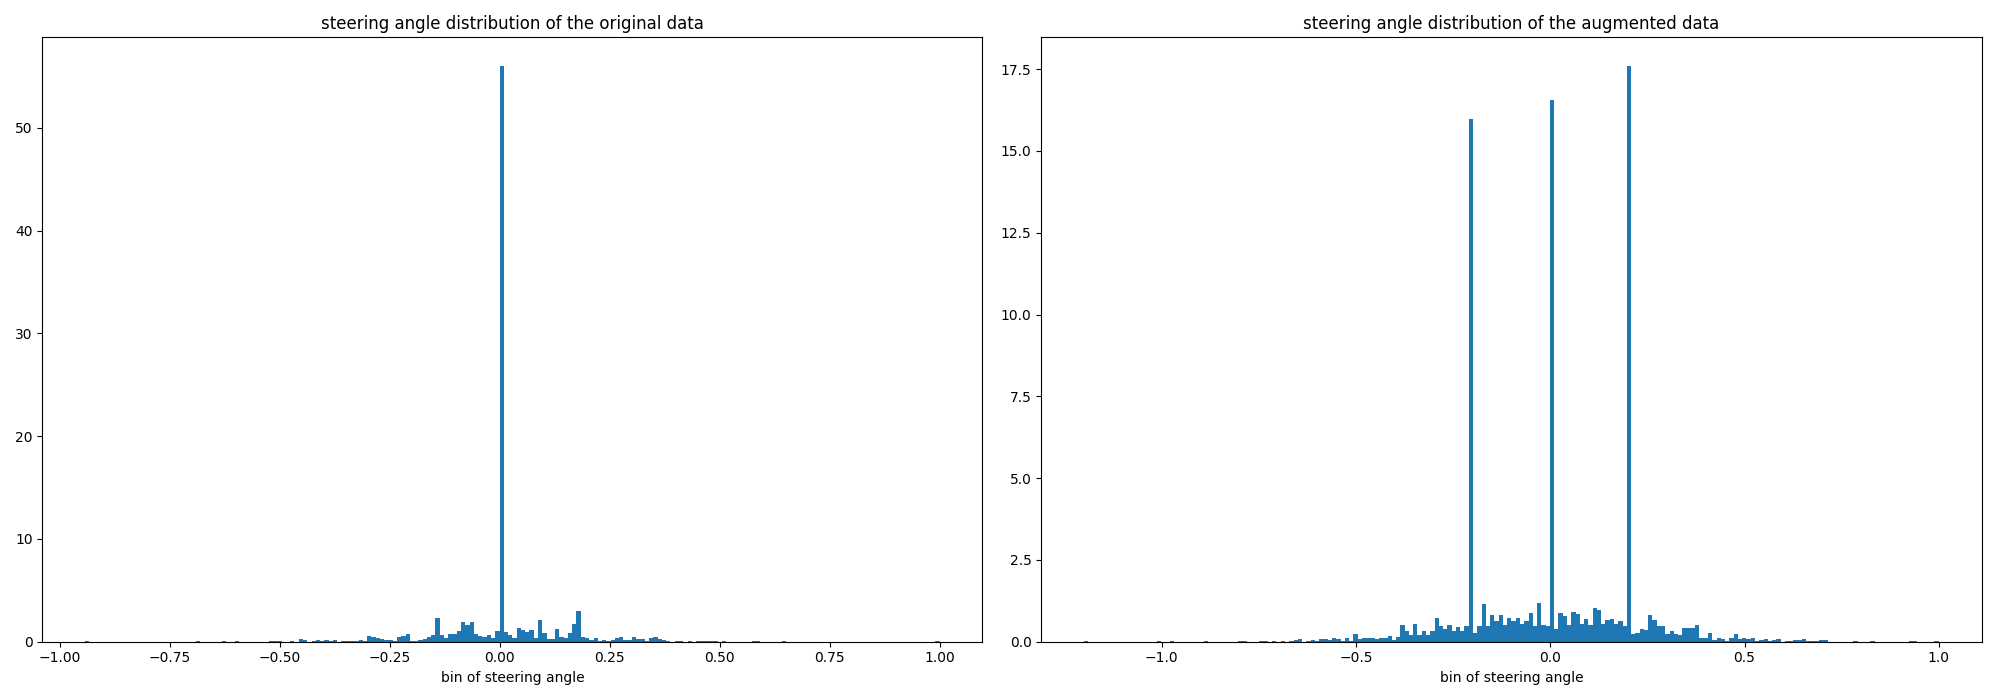 steering angle distribution of the original data
50
40
30
20
10
0
−1.00 −0.75 −0.50 −0.25 0.00 0.25 0.50 0.75 1.00
bin of steering angle
steering angle distribution of the augmented data
17.5
15.0
12.5
10.0
7.5
5.0
2.5
0.0
−1.0 −0.5 0.0 0.5 1.0
bin of steering angle